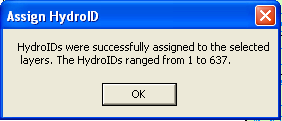 Assign HydroID
HydroIDs were successfully assigned to the selected
layers. The HydroIDs ranged from 1 to 637.
OK